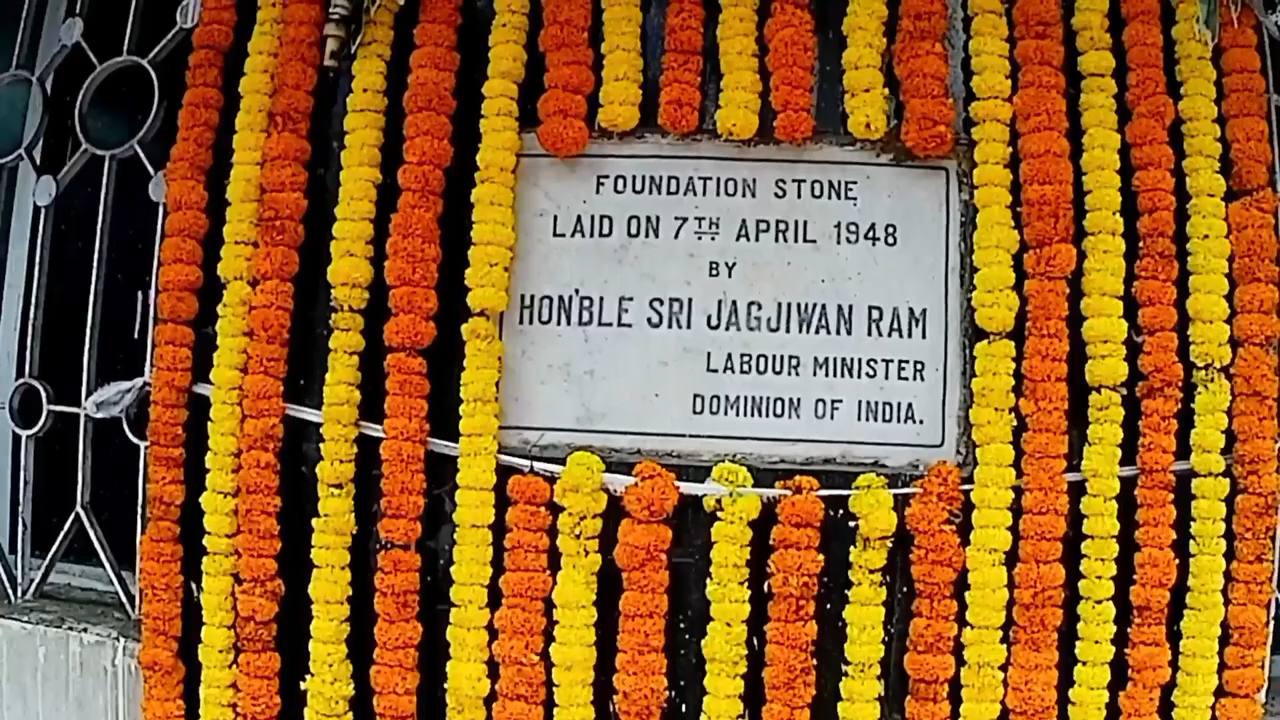 FOUNDATION STONE
LAID ON 7TH APRIL 1948
BY
HON'BLE SRI JAGJIWAN RAM
LABOUR MINISTER
DOMINION OF INDIA.